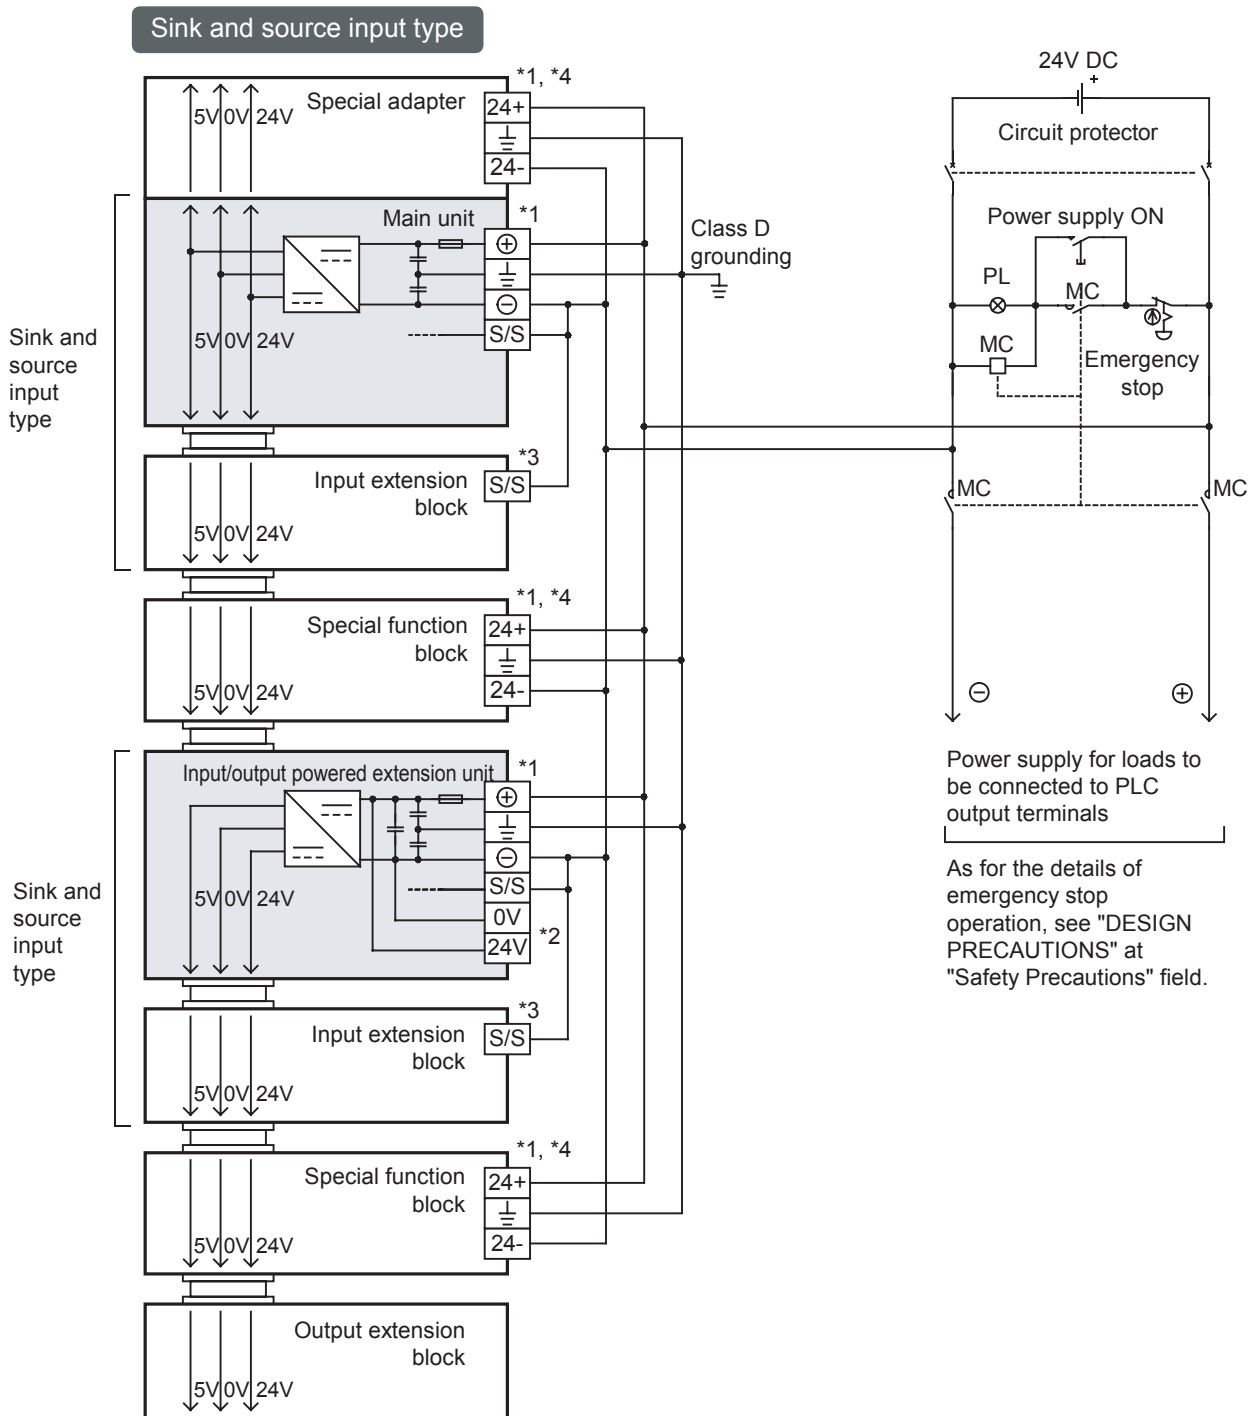 Sink and source input type
Special adapter
*1, *4
24+
24-
5V 0V 24V
Main unit
*1
S/S
5V 0V 24V
Class D
grounding
Sink and
source
input
type
Input extension
block
*3
S/S
5V 0V 24V
Special function
block
*1, *4
24+
24-
5V 0V 24V
Input/output powered extension unit
*1
S/S
0V
24V
*2
5V 0V 24V
Sink and
source
input
type
Input extension
block
*3
S/S
5V 0V 24V
Special function
block
*1, *4
24+
24-
5V 0V 24V
Output extension
block
5V 0V 24V
24V DC
+
Circuit protector
Power supply ON
PL
MC
MC
Emergency
stop
MC
MC
Power supply for loads to
be connected to PLC
output terminals
As for the details of
emergency stop
operation, see "DESIGN
PRECAUTIONS" at
"Safety Precautions" field.